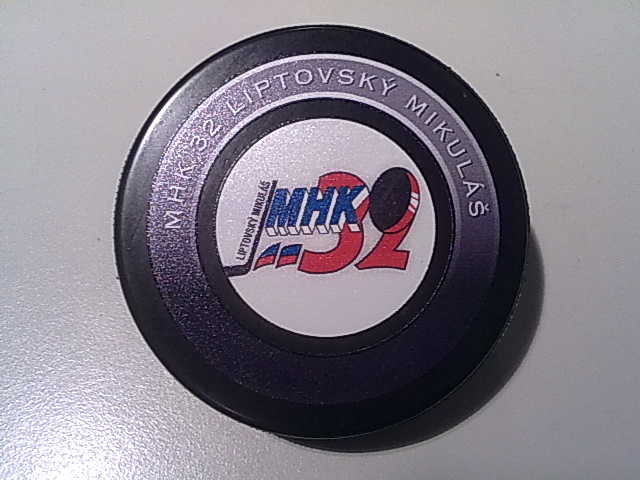 MHK 32 LIPTOVSKÝ MIKULÁŠ
LIPTOVSKÝ MIKULÁŠ
MHK
32